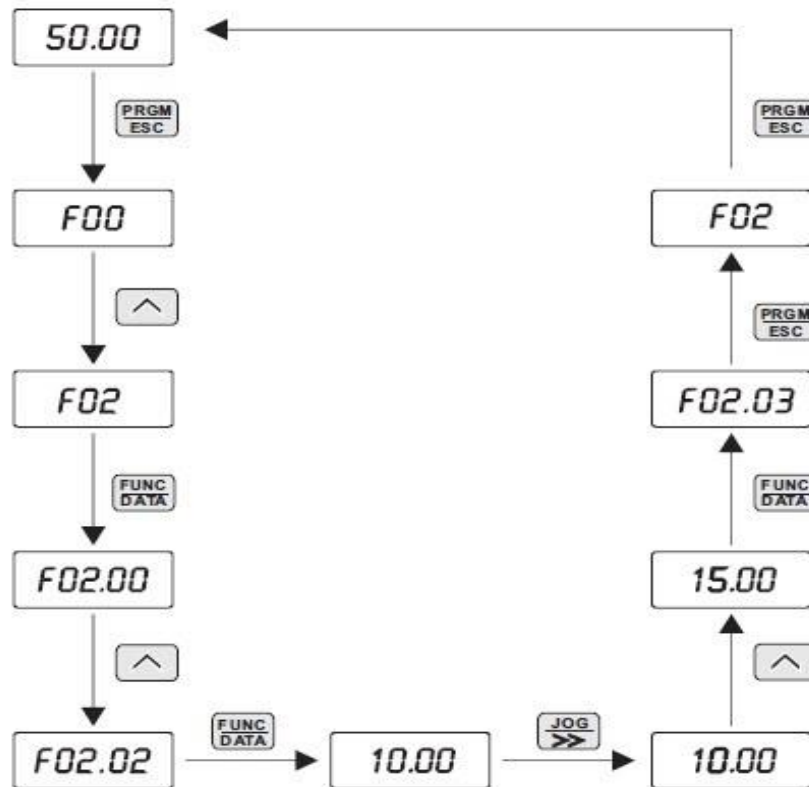 50.00
PRGM
ESC
F00
F02
FUNC
DATA
F02.00
F02.02
FUNC
DATA
10.00
JOG
>>
10.00
15.00
FUNC
DATA
F02.03
PRGM
ESC
F02
PRGM
ESC